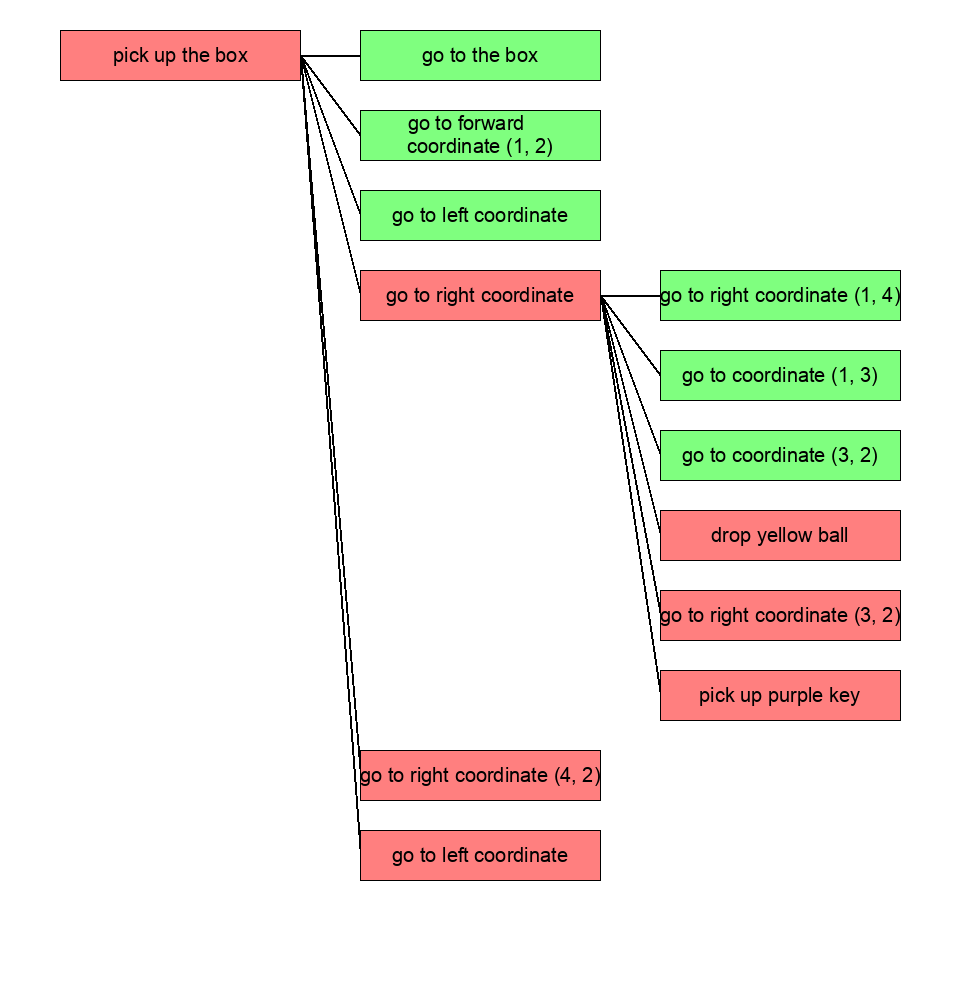 pick up the box
go to the box
go to forward
coordinate (1, 2)
go to left coordinate
go to right coordinate
go to right coordinate (1, 4)
go to coordinate (1, 3)
go to coordinate (3, 2)
drop yellow ball
go to right coordinate (3, 2)
pick up purple key
go to right coordinate (4, 2)
go to left coordinate